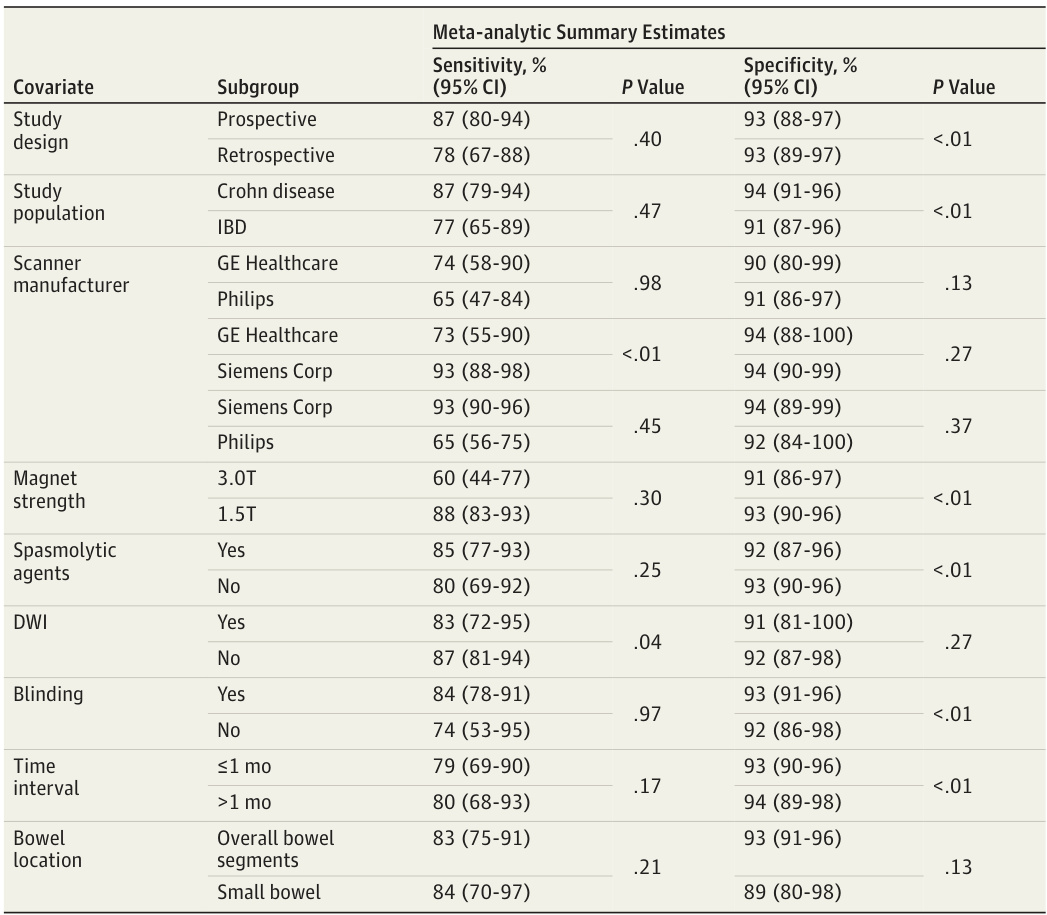 Meta-analytic Summary Estimates
Covariate Subgroup Sensitivity, % (95% CI) P Value Specificity, % (95% CI) P Value
Study design Prospective 87 (80-94) .40 93 (88-97) <.01
Retrospective 78 (67-88) 93 (89-97)
Study population Crohn disease 87 (79-94) .47 94 (91-96) <.01
IBD 77 (65-89) 91 (87-96)
Scanner manufacturer GE Healthcare 74 (58-90) .98 90 (80-99) .13
Philips 65 (47-84) 91 (86-97)
GE Healthcare 73 (55-90) <.01 94 (88-100) .27
Siemens Corp 93 (88-98) 94 (90-99)
Siemens Corp 93 (90-96) .45 94 (89-99) .37
Philips 65 (56-75) 92 (84-100)
Magnet strength 3.0T 60 (44-77) .30 91 (86-97) <.01
1.5T 88 (83-93) 93 (90-96)
Spasmolytic agents Yes 85 (77-93) .25 92 (87-96) <.01
No 80 (69-92) 93 (90-96)
DWI Yes 83 (72-95) .04 91 (81-100) .27
No 87 (81-94) 92 (87-98)
Blinding Yes 84 (78-91) .97 93 (91-96) <.01
No 74 (53-95) 92 (86-98)
Time interval ≤1 mo 79 (69-90) .17 93 (90-96) <.01
>1 mo 80 (68-93) 94 (89-98)
Bowel location Overall bowel segments 83 (75-91) .21 93 (91-96) .13
Small bowel 84 (70-97) 89 (80-98)